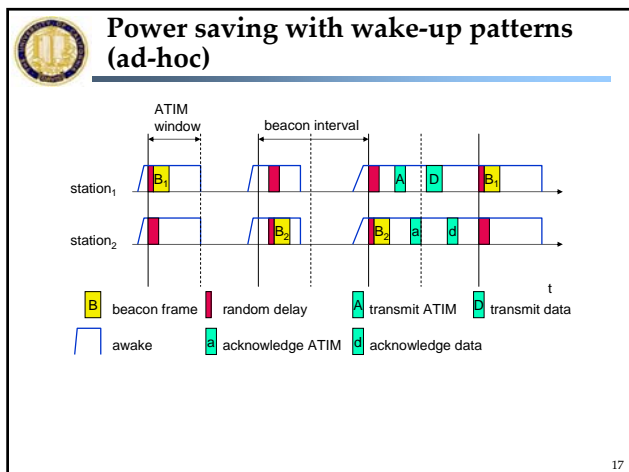 Power saving with wake-up patterns
(ad-hoc)
ATIM
window
beacon interval
station1
B1
A
D
B1
station2
B2
B2
a
d
t
B beacon frame
random delay
A transmit ATIM
D transmit data
awake
a acknowledge ATIM
d acknowledge data
17